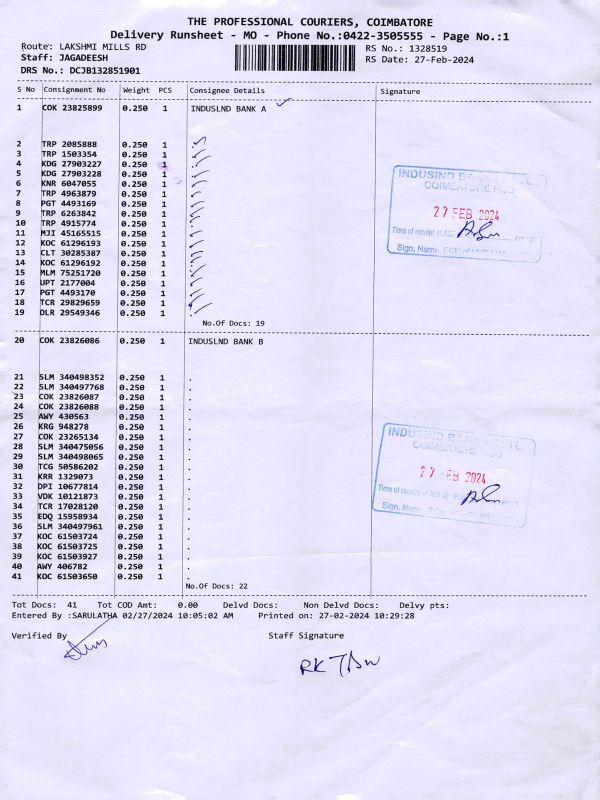 THE PROFESSIONAL COURIERS, COIMBATORE
Delivery Runsheet - MO - Phone No.:0422-3505555 - Page No.:1
Route: LAKSHMI MILLS RD
RS No.: 1328519
Staff: JAGADEESH
RS Date: 27-Feb-2024
DRS No.: DCJB132851901
S No Consignment No Weight PCS Consignee Details Signature
1 COK 23825899 0.250 1 INDUSLND BANK A
2 TRP 2085888 0.250 1
3 TRP 1503354 0.250 1
4 KDG 27903227 0.250 1
5 KDG 27903228 0.250 1
6 KNR 6047055 0.250 1
7 TRP 4963879 0.250 1
8 PGT 4493169 0.250 1
9 TRP 6263842 0.250 1
10 TRP 4915774 0.250 1
11 MJI 45165515 0.250 1
12 KOC 61296193 0.250 1
13 CLT 30285387 0.250 1
14 KOC 61296192 0.250 1
15 MLM 75251720 0.250 1
16 UPT 2177004 0.250 1
17 PGT 4493170 0.250 1
18 TCR 29829659 0.250 1
19 DLR 29549346 0.250 1
No.Of Docs: 19
INDUSIND BANK
COIMBATORE HUB
27 FEB 2024
Time of receipt of
Sign, Name,
20 COK 23826086 0.250 1 INDUSLND BANK B
21 SLM 340498352 0.250 1 .
22 SLM 340497768 0.250 1 .
23 COK 23826087 0.250 1 .
24 COK 23826088 0.250 1 .
25 AWY 430563 0.250 1 .
26 KRG 948278 0.250 1 .
27 COK 23265134 0.250 1 .
28 SLM 340475056 0.250 1 .
29 SLM 340498065 0.250 1 .
30 TCG 50586202 0.250 1 .
31 KRR 1329073 0.250 1 .
32 DPI 10677814 0.250 1 .
33 VDK 10121873 0.250 1 .
34 TCR 17028120 0.250 1 .
35 EDQ 15958934 0.250 1 .
36 SLM 340497961 0.250 1 .
37 KOC 61503724 0.250 1 .
38 KOC 61503725 0.250 1 .
39 KOC 61503927 0.250 1 .
40 AWY 406782 0.250 1 .
41 KOC 61503650 0.250 1 .
No.Of Docs: 22
INDUSIND BANK
COIMBATORE HUB
27 FEB 2024
Time of receipt of
Sign, Name,
Tot Docs: 41 Tot COD Amt: 0.00 Delvd Docs: Non Delvd Docs: Delvy pts:
Entered By :SARULATHA 02/27/2024 10:05:02 AM Printed on: 27-02-2024 10:29:28
Verified By Staff Signature